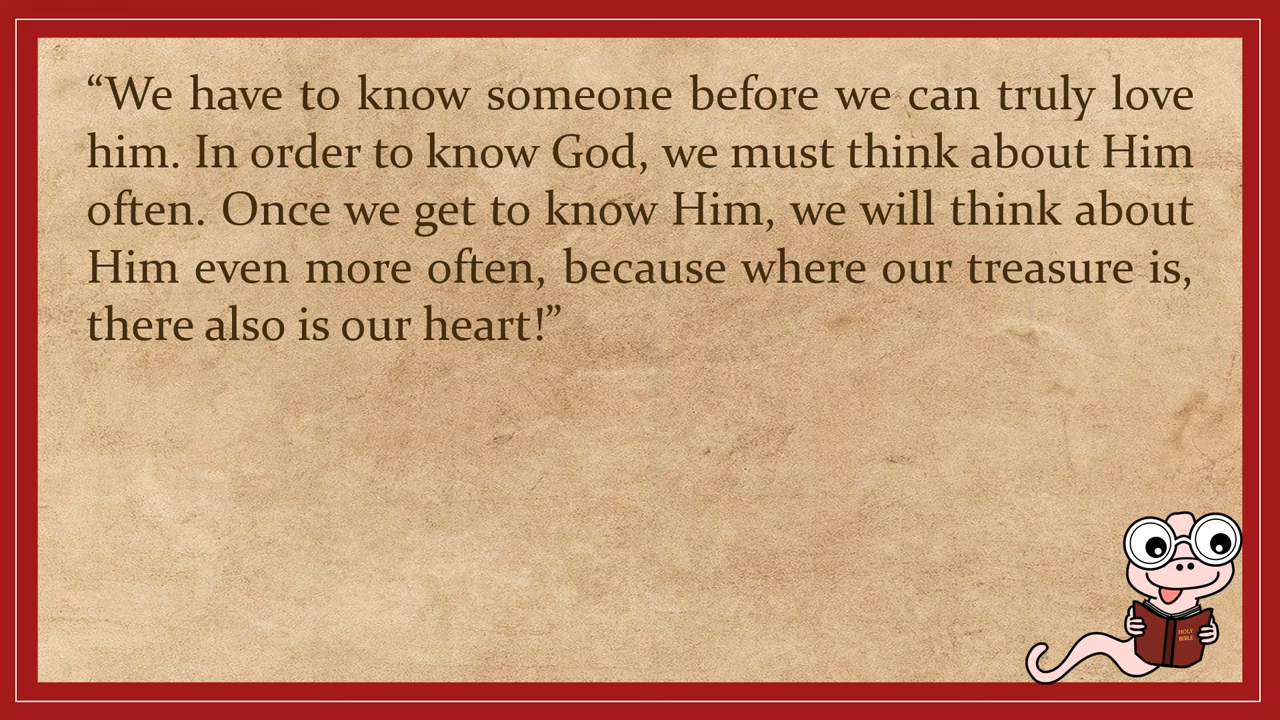 “We have to know someone before we can truly love
him. In order to know God, we must think about Him
often. Once we get to know Him, we will think about
Him even more often, because where our treasure is,
there also is our heart!”
HOLY
BIBLE